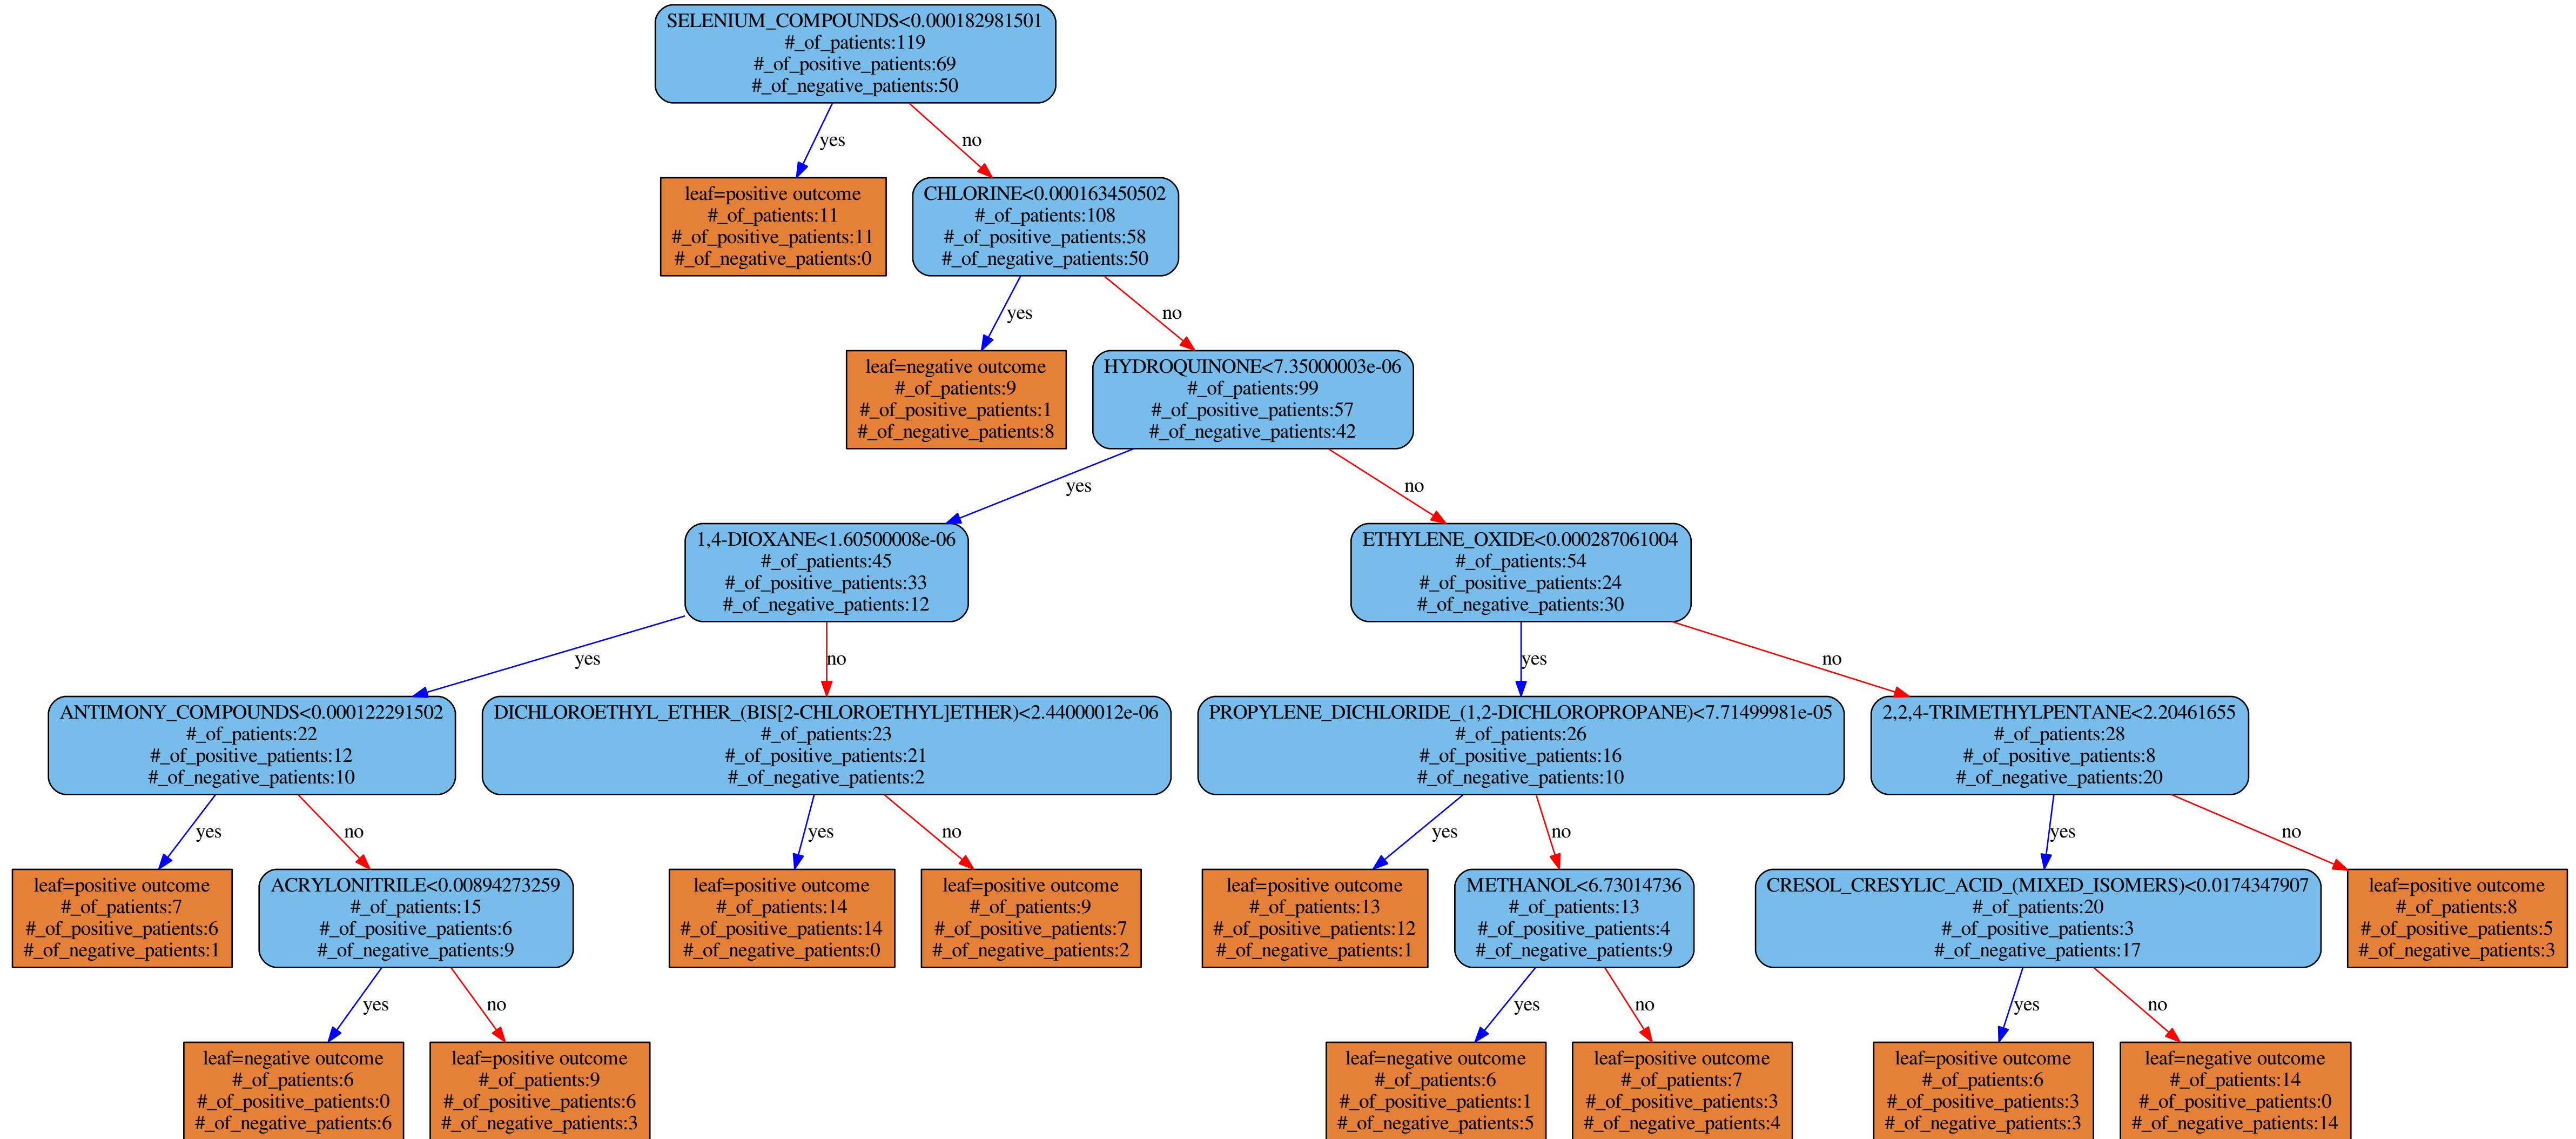 SELENIUM_COMPOUNDS<0.000182981501
#_of_patients:119
#_of_positive_patients:69
#_of_negative_patients:50
yes
no
leaf=positive outcome
#_of_patients:11
#_of_positive_patients:11
#_of_negative_patients:0
CHLORINE<0.000163450502
#_of_patients:108
#_of_positive_patients:58
#_of_negative_patients:50
yes
no
leaf=negative outcome
#_of_patients:9
#_of_positive_patients:1
#_of_negative_patients:8
HYDROQUINONE<7.35000003e-06
#_of_patients:99
#_of_positive_patients:57
#_of_negative_patients:42
yes
no
1,4-DIOXANE<1.60500008e-06
#_of_patients:45
#_of_positive_patients:33
#_of_negative_patients:12
ETHYLENE_OXIDE<0.000287061004
#_of_patients:54
#_of_positive_patients:24
#_of_negative_patients:30
yes
no
yes
no
ANTIMONY_COMPOUNDS<0.000122291502
#_of_patients:22
#_of_positive_patients:12
#_of_negative_patients:10
DICHLOROETHYL_ETHER_(BIS[2-CHLOROETHYL]ETHER)<2.44000012e-06
#_of_patients:23
#_of_positive_patients:21
#_of_negative_patients:2
PROPYLENE_DICHLORIDE_(1,2-DICHLOROPROPANE)<7.71499981e-05
#_of_patients:26
#_of_positive_patients:16
#_of_negative_patients:10
2,2,4-TRIMETHYLPENTANE<2.20461655
#_of_patients:28
#_of_positive_patients:8
#_of_negative_patients:20
yes
no
yes
no
yes
no
yes
no
leaf=positive outcome
#_of_patients:7
#_of_positive_patients:6
#_of_negative_patients:1
ACRYLONITRILE<0.00894273259
#_of_patients:15
#_of_positive_patients:6
#_of_negative_patients:9
leaf=positive outcome
#_of_patients:14
#_of_positive_patients:14
#_of_negative_patients:0
leaf=positive outcome
#_of_patients:9
#_of_positive_patients:7
#_of_negative_patients:2
leaf=positive outcome
#_of_patients:13
#_of_positive_patients:12
#_of_negative_patients:1
METHANOL<6.73014736
#_of_patients:13
#_of_positive_patients:4
#_of_negative_patients:9
CRESOL_CRESYLIC_ACID_(MIXED_ISOMERS)<0.0174347907
#_of_patients:20
#_of_positive_patients:3
#_of_negative_patients:17
leaf=positive outcome
#_of_patients:8
#_of_positive_patients:5
#_of_negative_patients:3
yes
no
yes
no
yes
no
leaf=negative outcome
#_of_patients:6
#_of_positive_patients:0
#_of_negative_patients:6
leaf=positive outcome
#_of_patients:9
#_of_positive_patients:6
#_of_negative_patients:3
leaf=negative outcome
#_of_patients:6
#_of_positive_patients:1
#_of_negative_patients:5
leaf=positive outcome
#_of_patients:7
#_of_positive_patients:3
#_of_negative_patients:4
leaf=positive outcome
#_of_patients:6
#_of_positive_patients:3
#_of_negative_patients:3
leaf=negative outcome
#_of_patients:14
#_of_positive_patients:0
#_of_negative_patients:14